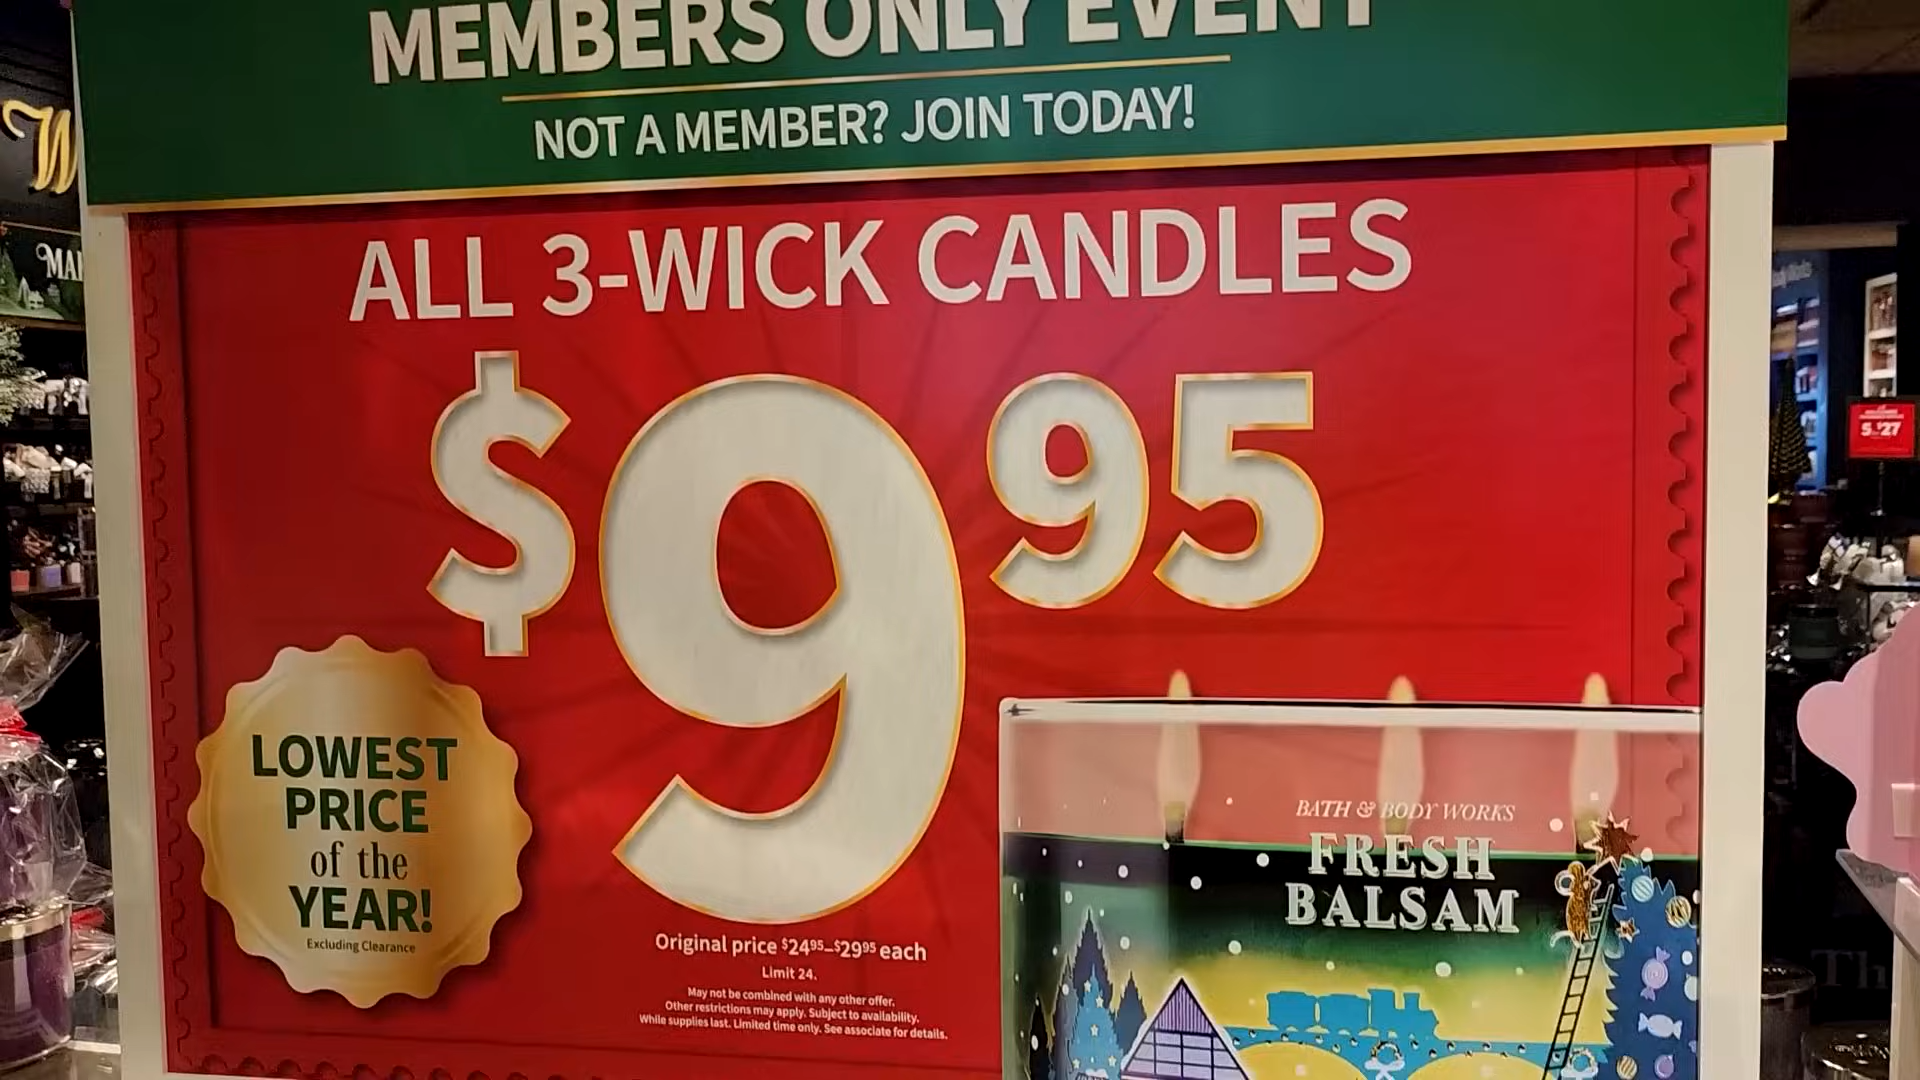 MEMBERS ONLY EVENT
NOT A MEMBER? JOIN TODAY!
ALL 3-WICK CANDLES
$9.95
LOWEST
PRICE
of the
YEAR!
Excluding Clearance
Original price $24.95–$29.95 each
Limit 24.
May not be combined with any other offer.
Other restrictions may apply. Subject to availability.
While supplies last. Limited time only. See associate for details.
BATH & BODY WORKS
FRESH
BALSAM
W
MA
$27
Th